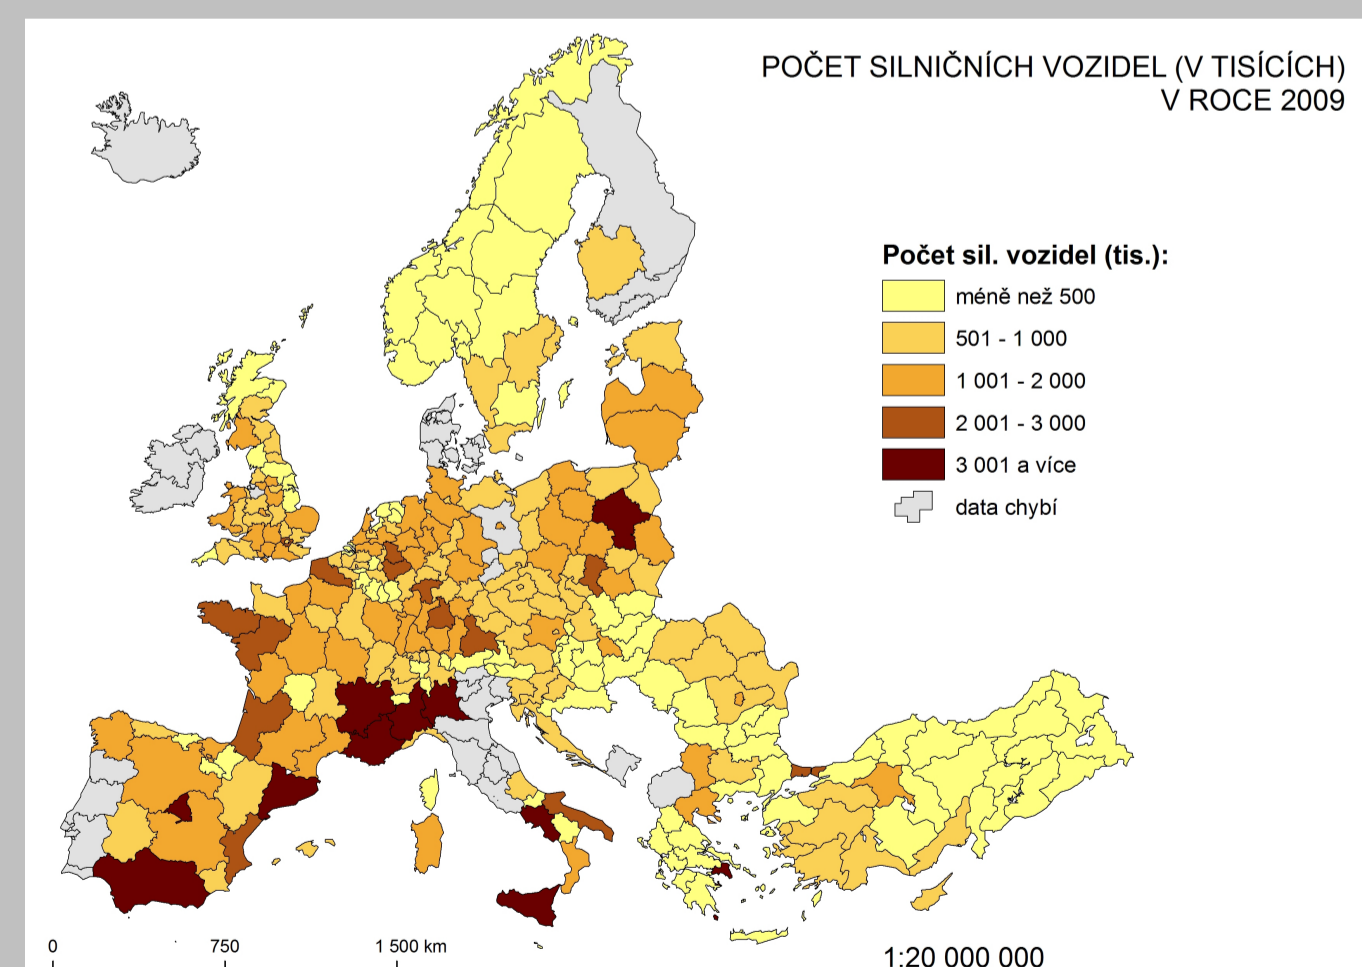 POČET SILNIČNÍCH VOZIDEL (V TISÍCÍCH)
V ROCE 2009
Počet sil. vozidel (tis.):
méně než 500
501 - 1 000
1 001 - 2 000
2 001 - 3 000
3 001 a více
data chybí
0 750 1 500 km
1:20 000 000